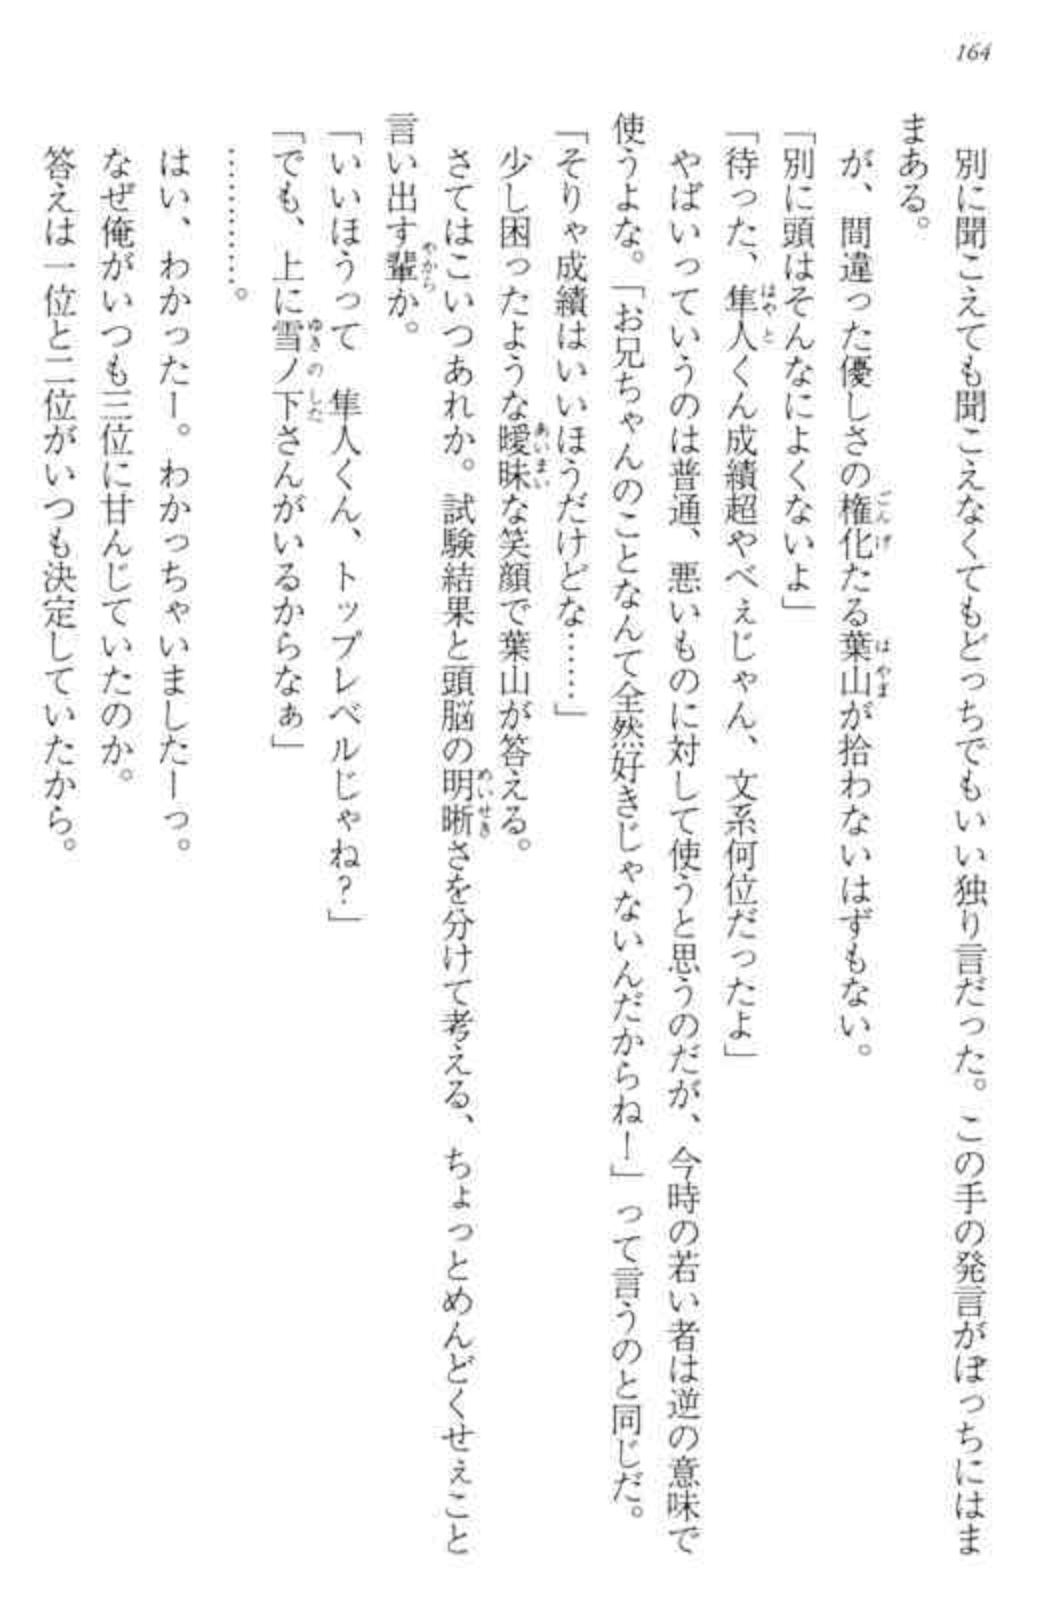 164
別に聞こえても聞こえなくてもどっちでもいい独り言だった。この手の発言がぼっちにはま
まある。
が、間違った優しさの権化たる葉山が拾わないはずもない。
「別に頭はそんなによくないよ」
「待った、隼人くん成績超やべぇじゃん、文系何位だったよ」
やばいっていうのは普通、悪いものに対して使うと思うのだが、今時の若い者は逆の意味で
使うよな。「お兄ちゃんのことなんて全然好きじゃないんだからねー」って言うのと同じだ。
「そりゃ成績はいいほうだけどな……」
少し困ったような曖昧な笑顔で葉山が答える。
さてはこいつあれか。試験結果と頭脳の明晰さを分けて考える、ちょっとめんどくせぇこと
言い出す輩か。
「いいほうって　隼人くん、トップレベルじゃね？」
「でも、上に雪ノ下さんがいるからなぁ」
…………。
はい、わかったー。わかっちゃいましたーっ。
なぜ俺がいつも三位に甘んじていたのか。
答えは一位と二位がいつも決定していたから。